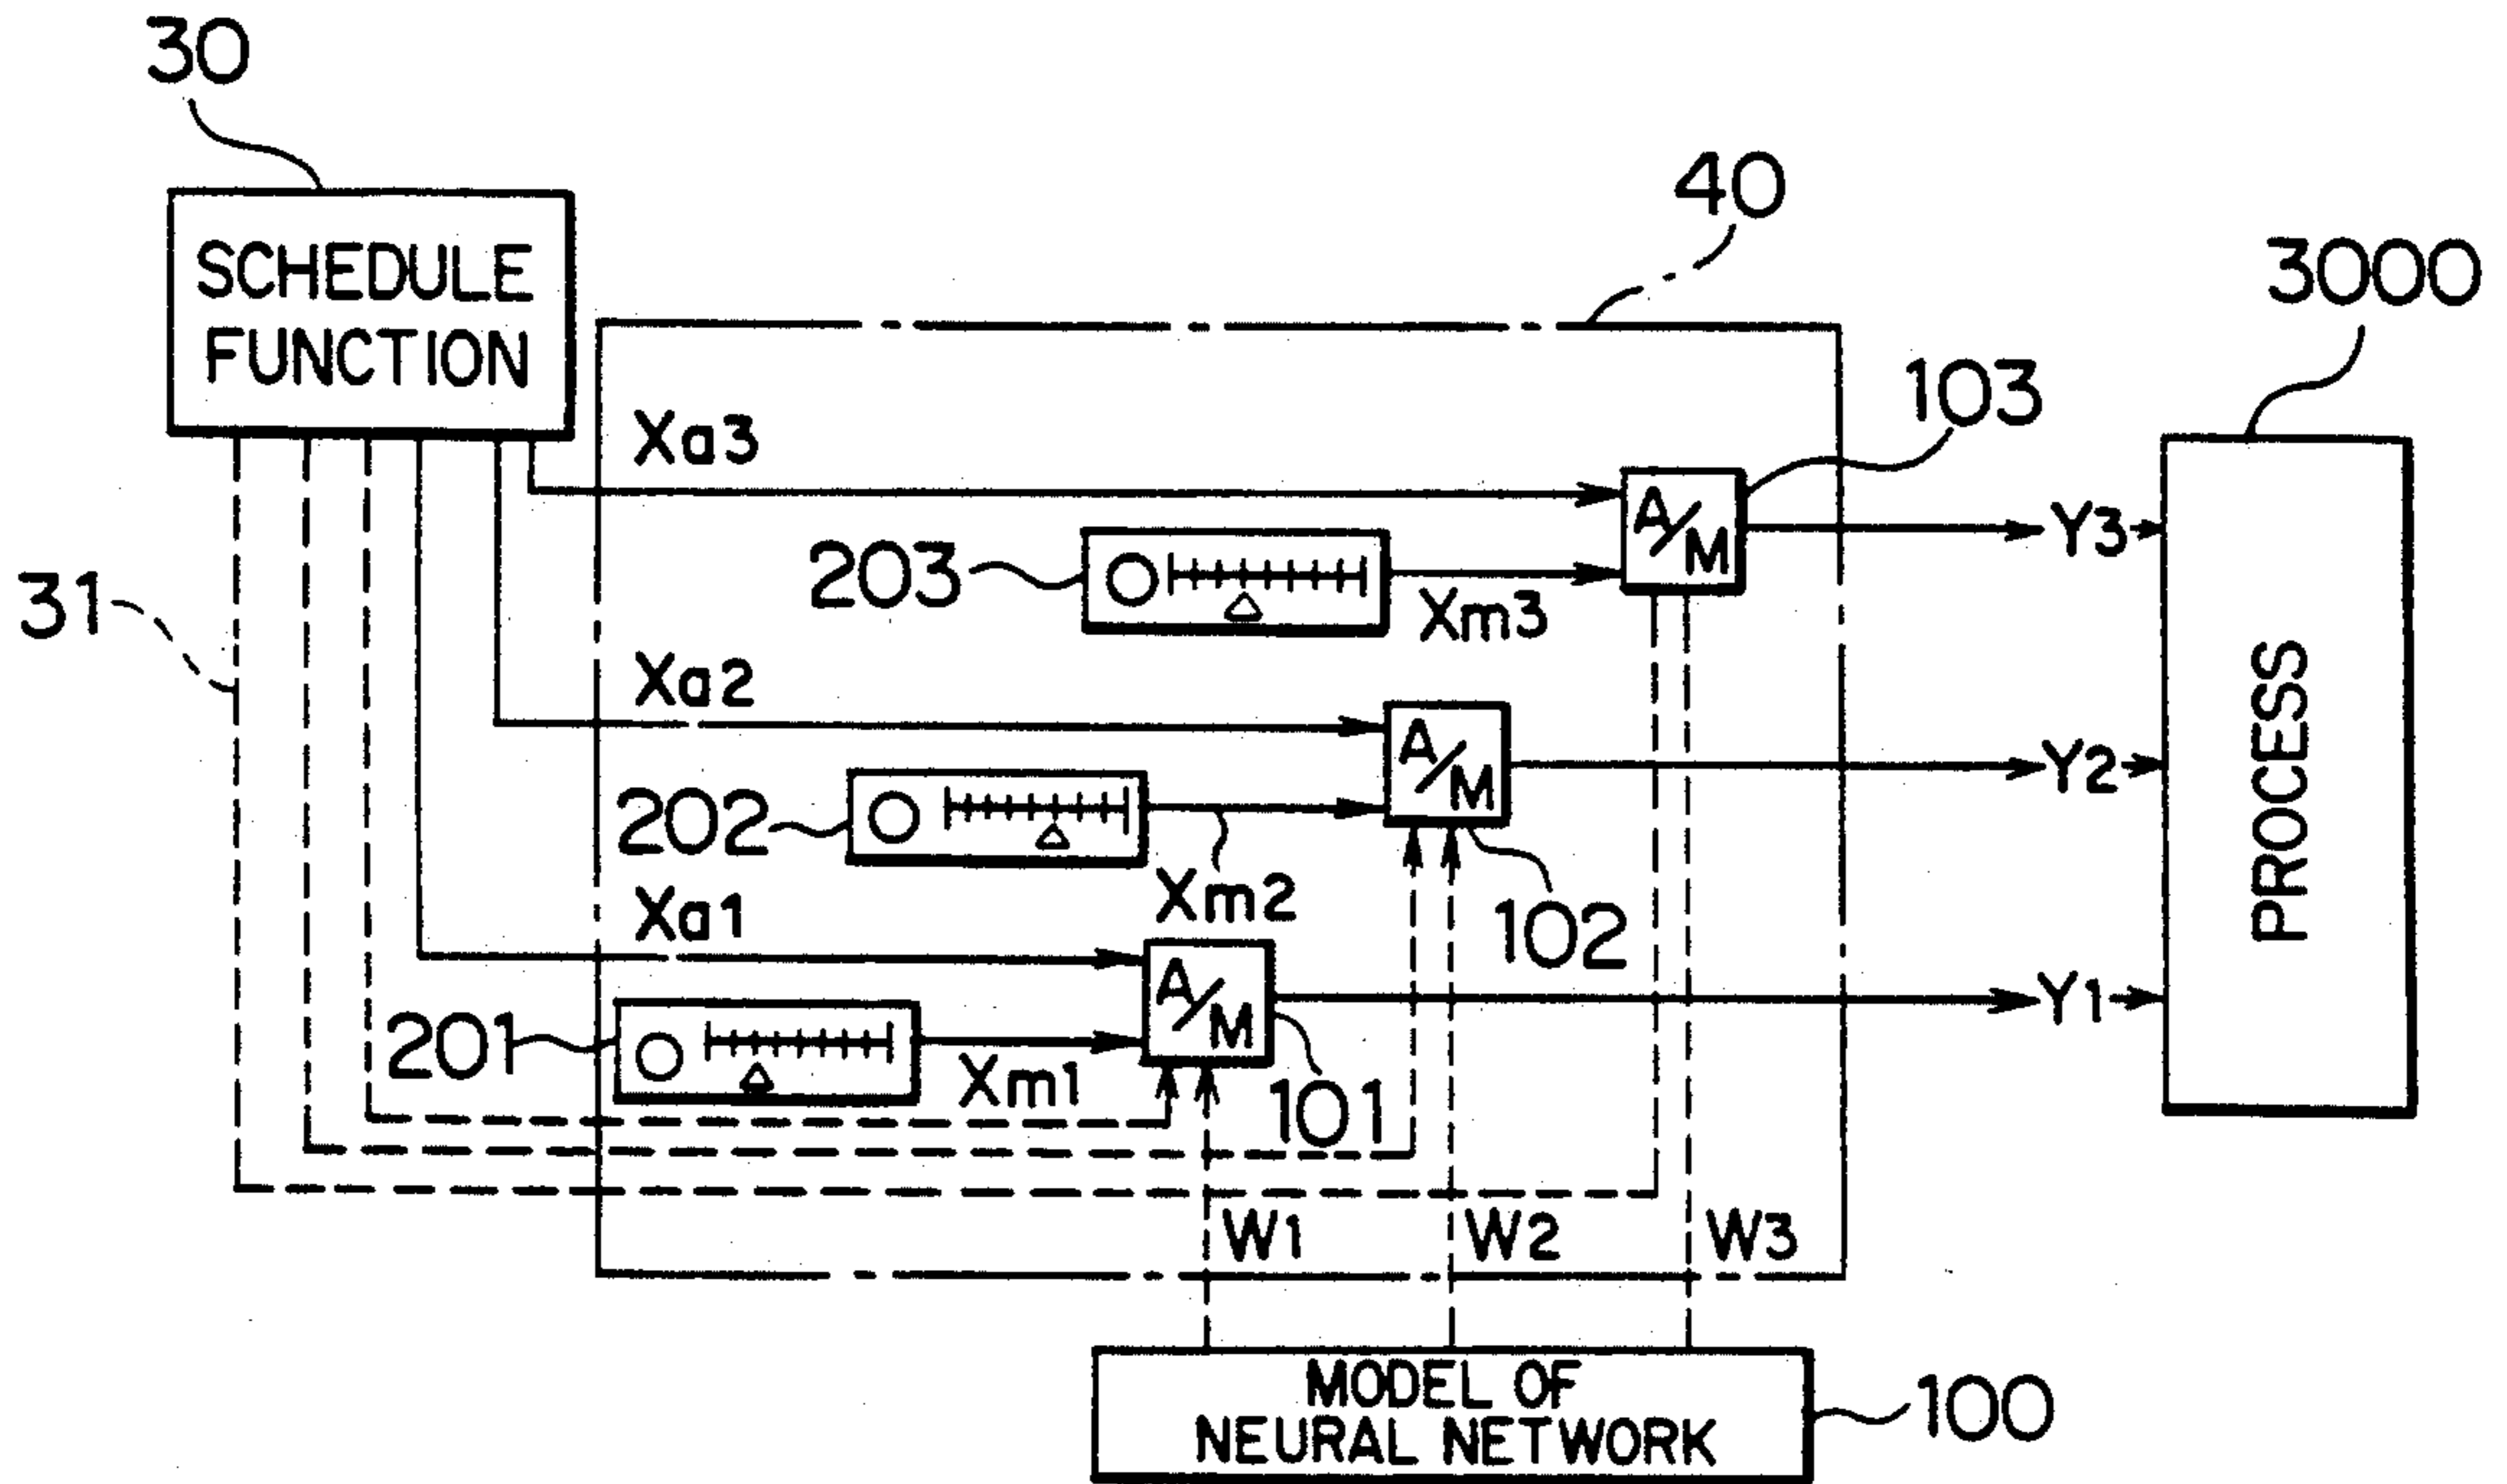 30
40
3000
SCHEDULE
FUNCTION
103
Xa3
A/M
Y3
203
Xm3
31
Xa2
A/M
Y2
202
Xm2
PROCESS
102
Xa1
A/M
Y1
201
Xm1
101
W1
W2
W3
MODEL OF
NEURAL NETWORK
100